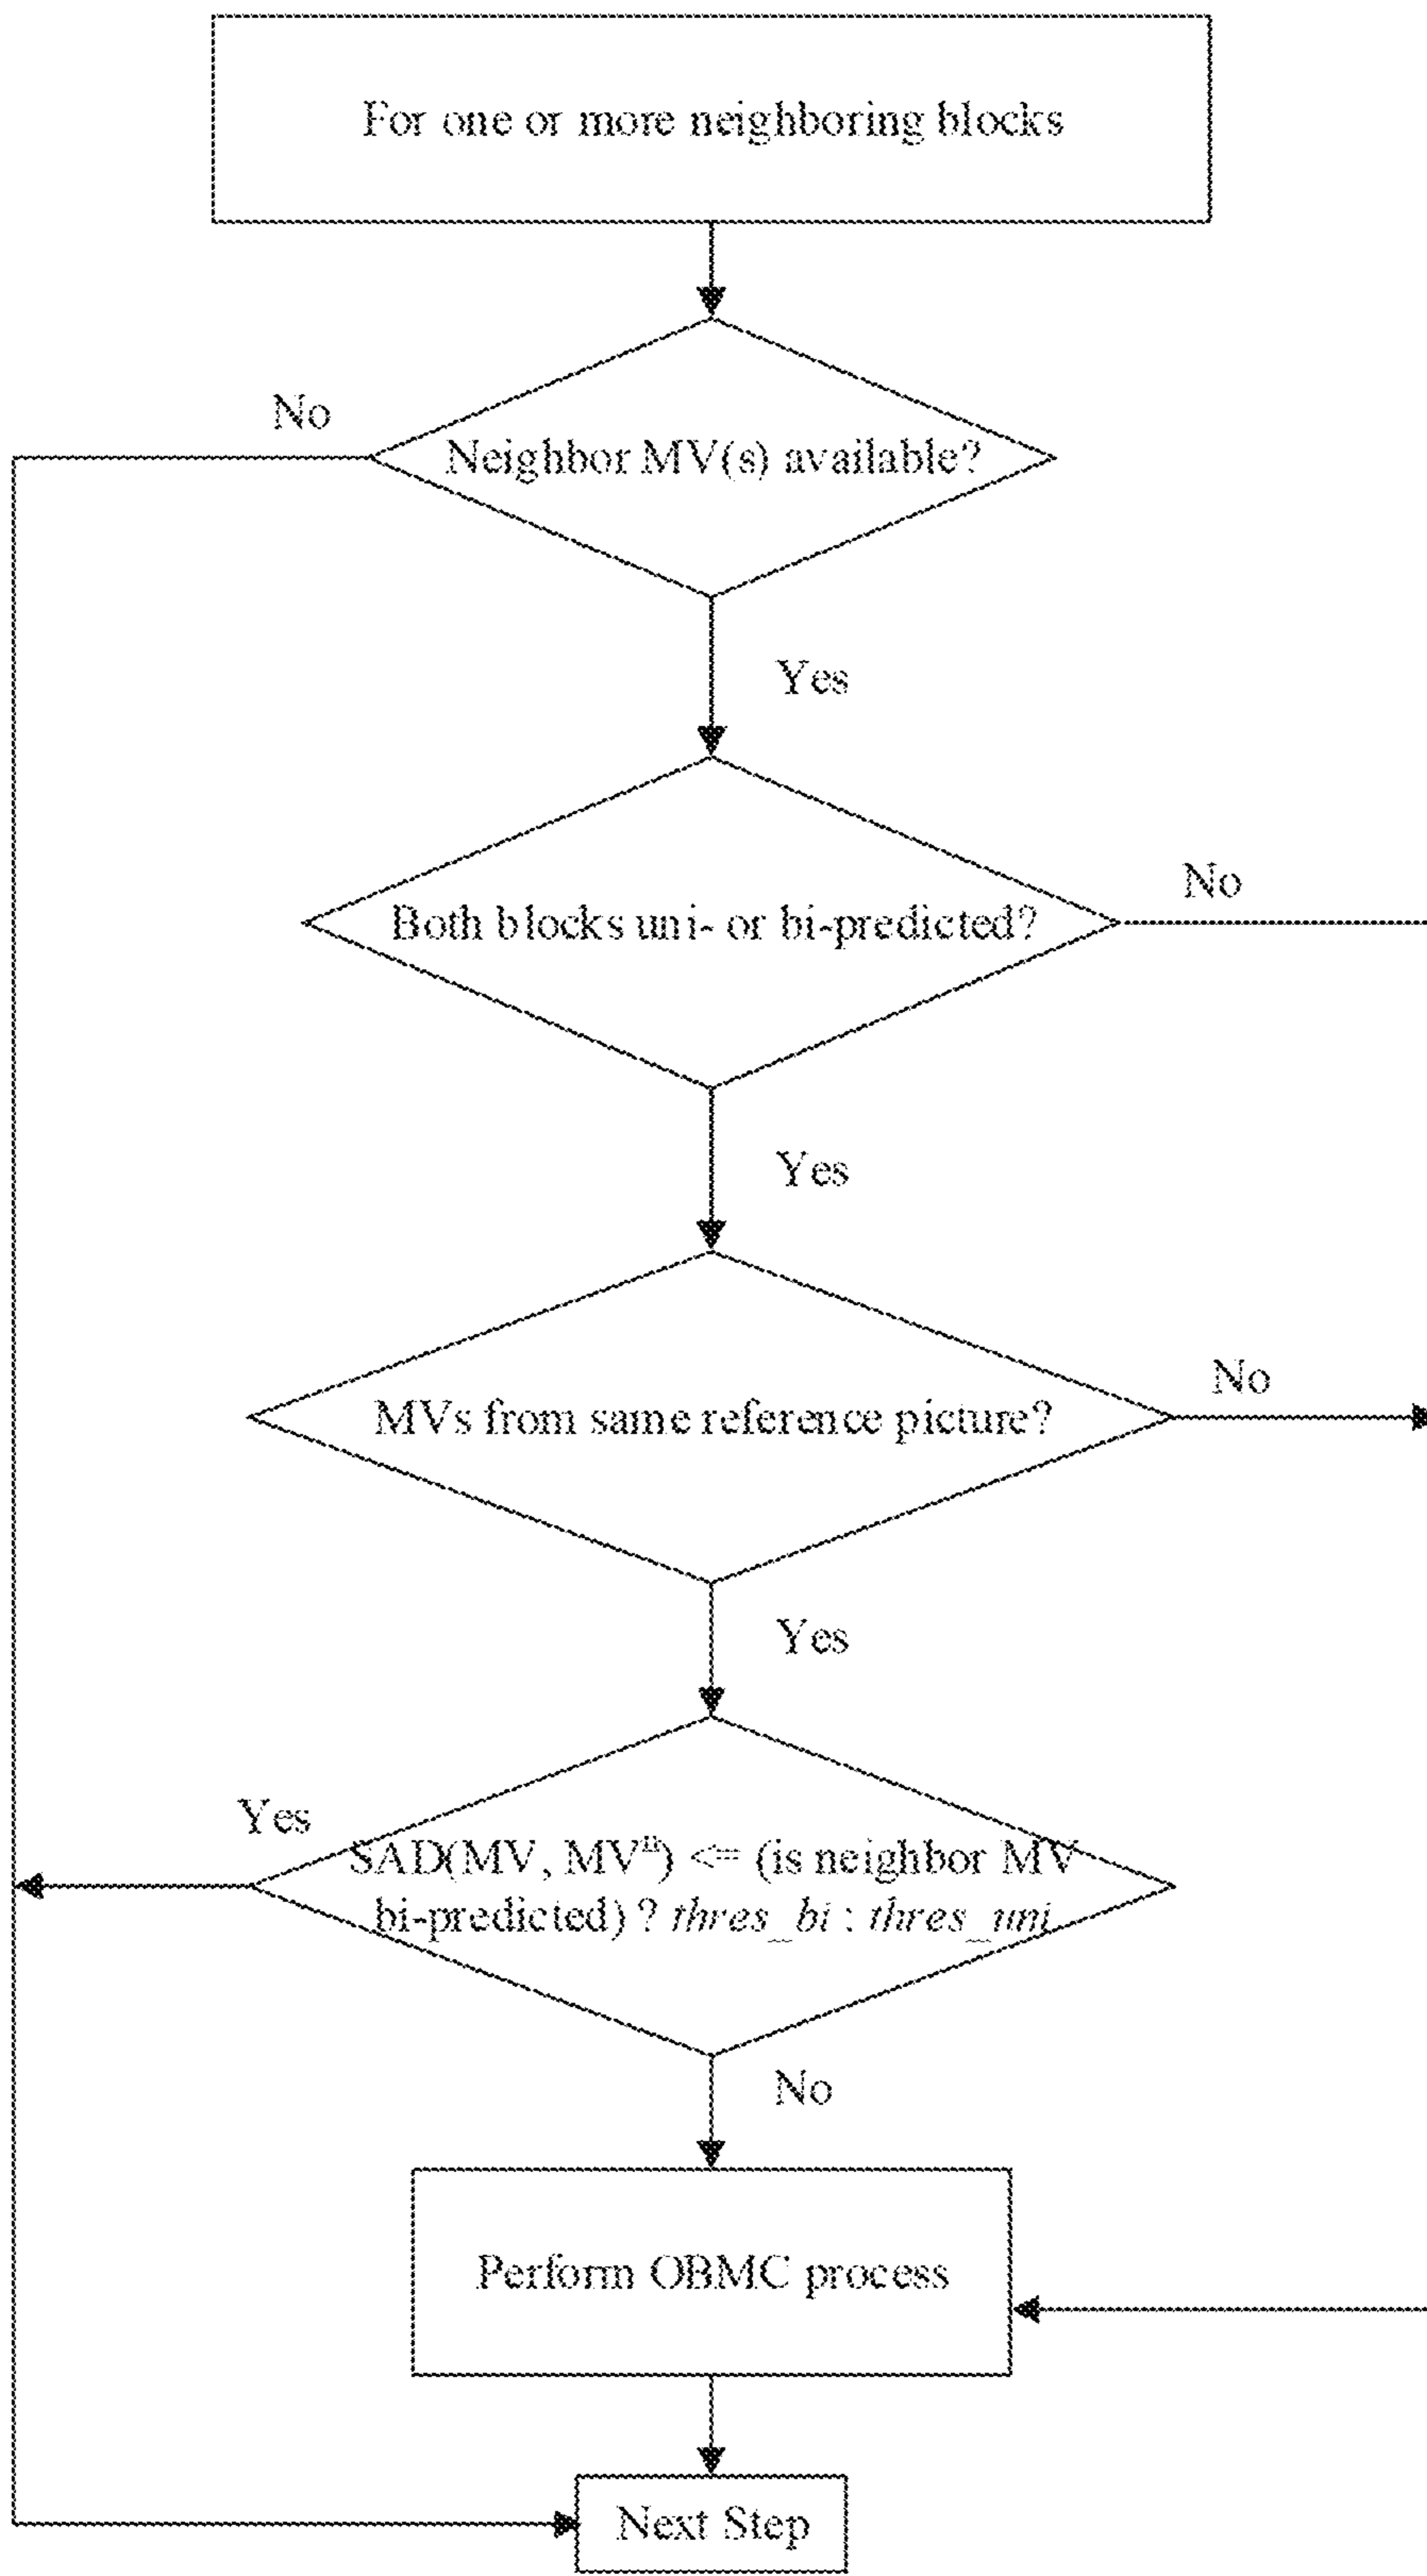 For one or more neighboring blocks
No
Neighbor MV(s) available?
Yes
No
Both blocks uni- or bi-predicted?
Yes
No
MVs from same reference picture?
Yes
Yes
SAD(MV, MVⁿ) <= (is neighbor MV
bi-predicted) ? thres_bi : thres_uni
No
Perform OBMC process
Next Step